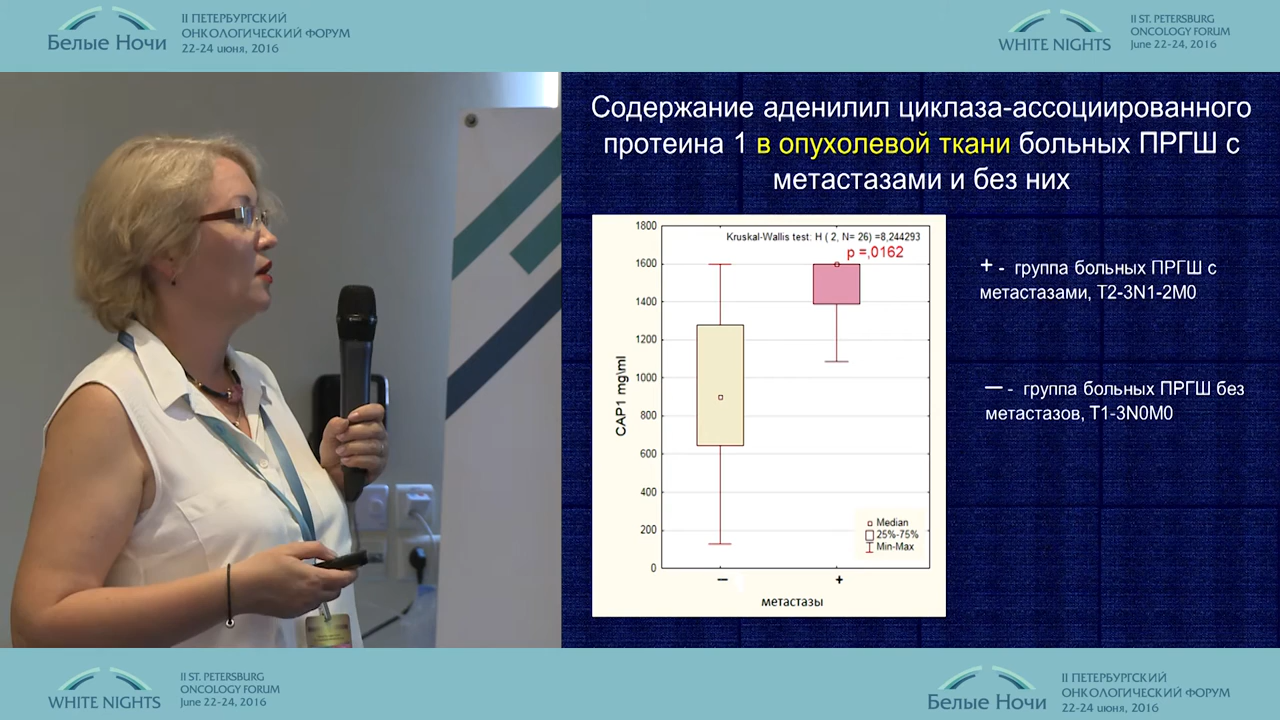 II ПЕТЕРБУРГСКИЙ
ОНКОЛОГИЧЕСКИЙ ФОРУМ
Белые Ночи
22-24 июня, 2016
II ST. PETERSBURG
ONCOLOGY FORUM
WHITE NIGHTS
June 22-24, 2016
Содержание аденилил циклаза-ассоциированного
протеина 1 в опухолевой ткани больных ПРГШ с
метастазами и без них
Kruskal-Wallis test: H ( 2, N= 26) =8,244293
p =,0162
1800
1600
1400
1200
1000
800
600
400
200
0
CAP1 mg\ml
Median
25%-75%
Min-Max
— +
метастазы
+ - группа больных ПРГШ с
метастазами, T2-3N1-2M0
— - группа больных ПРГШ без
метастазов, T1-3N0M0
II ST. PETERSBURG
ONCOLOGY FORUM
WHITE NIGHTS
June 22-24, 2016
II ПЕТЕРБУРГСКИЙ
ОНКОЛОГИЧЕСКИЙ ФОРУМ
Белые Ночи
22-24 июня, 2016